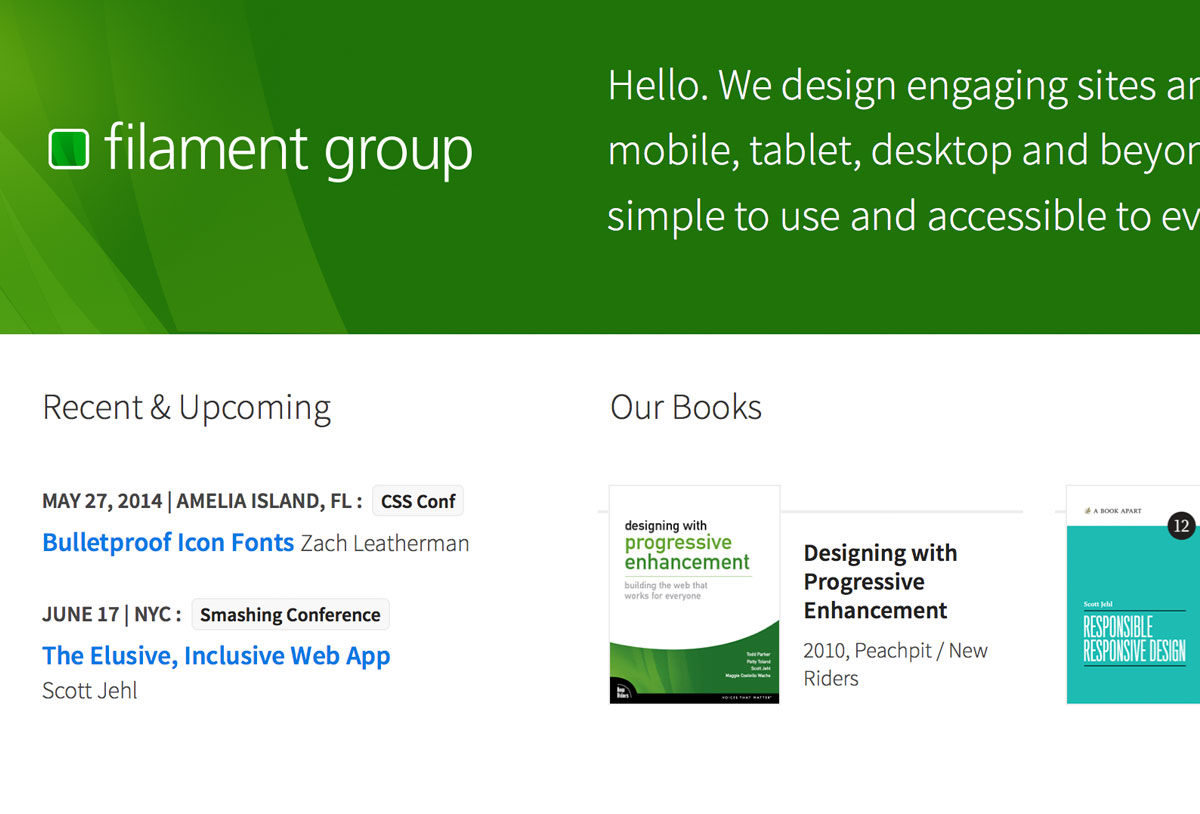 filament group
Hello. We design engaging sites
mobile, tablet, desktop and
simple to use and accessible to
Recent & Upcoming
MAY 27, 2014 | AMELIA ISLAND, FL : CSS Conf
Bulletproof Icon Fonts Zach Leatherman
JUNE 17 | NYC : Smashing Conference
The Elusive, Inclusive Web App
Scott Jehl
Our Books
designing with
progressive
enhancement
building the web that
works for everyone
Todd Parker
Patty Toland
Scott Jehl
Maggie Costello Wachs
New
Riders
VOICES THAT MATTER
Designing with
Progressive
Enhancement
2010, Peachpit / New
Riders
A BOOK APART
12
Scott Jehl
RESPONSIBLE
RESPONSIVE DESIGN